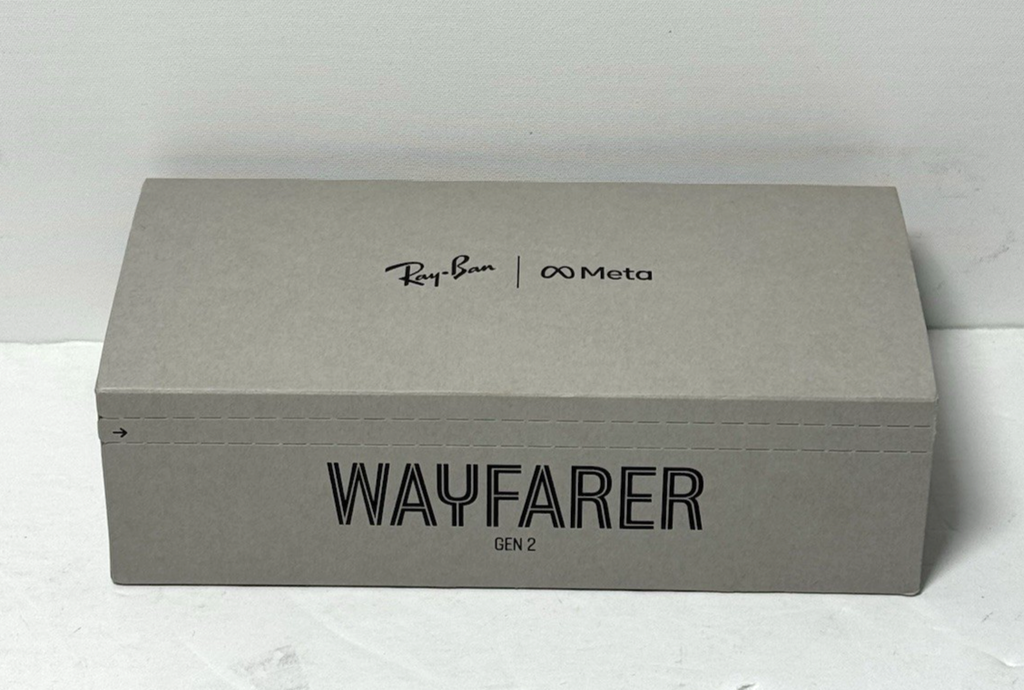 Ray-Ban | Meta
→
WAYFARER
GEN 2